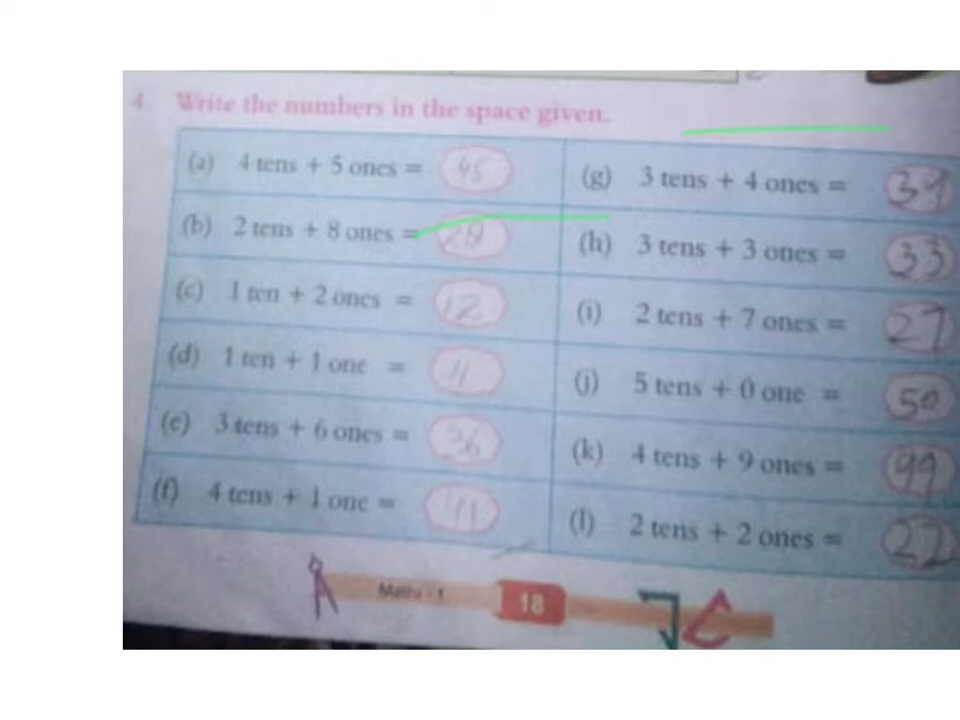 4. Write the numbers in the space given.
(a) 4 tens + 5 ones = 45
(b) 2 tens + 8 ones = 28
(c) 1 ten + 2 ones = 12
(d) 1 ten + 1 one = 11
(e) 3 tens + 6 ones = 36
(f) 4 tens + 1 one = 41
(g) 3 tens + 4 ones = 34
(h) 3 tens + 3 ones = 33
(i) 2 tens + 7 ones = 27
(j) 5 tens + 0 one = 50
(k) 4 tens + 9 ones = 49
(l) 2 tens + 2 ones = 22
Maths - 1
18